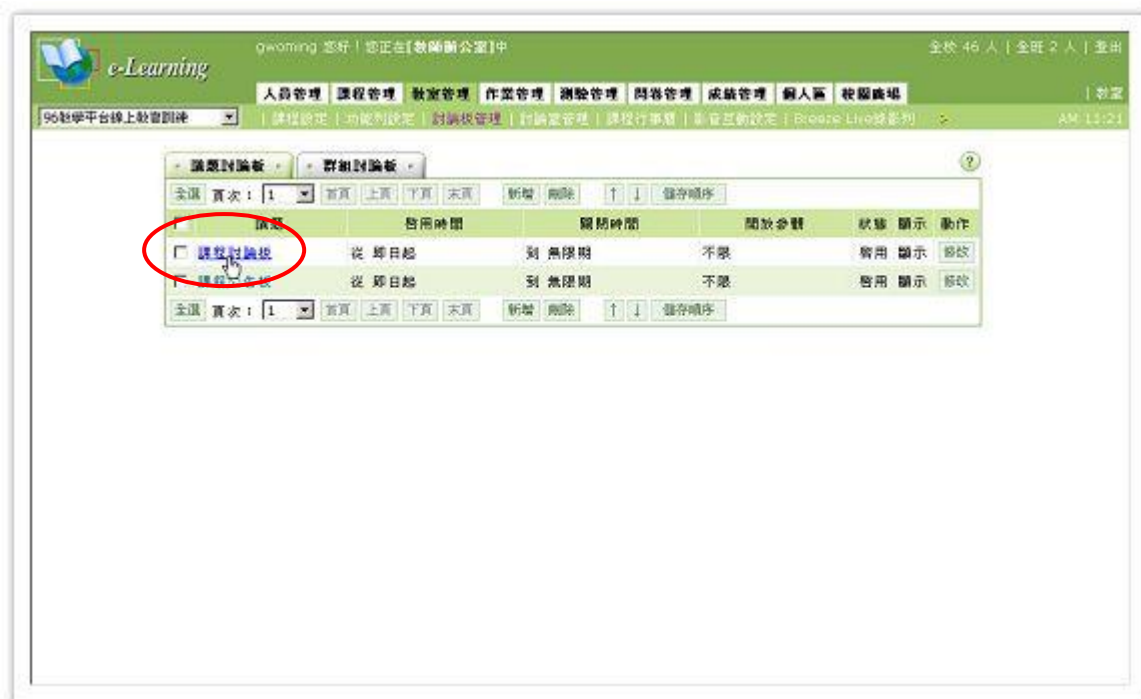 gwoming 您好！您正在[教師辦公室]中
全校 46 人 | 全班 2 人 | 登出
e-Learning
人員管理 課程管理 教室管理 作業管理 測驗管理 問卷管理 成績管理 個人區 校園廣場 | 教室
96教學平台線上教育訓練 | 課程設定 | 功能列設定 | 討論板管理 | 討論室管理 | 課程行事曆 | 影音互動設定 | Breeze Live錄影列 > AM 11:21
議題討論板 群組討論板 ?
全選 頁次： 1 首頁 上頁 下頁 末頁 新增 刪除 ↑ ↓ 儲存順序
議題 啓用時間 關閉時間 開放參觀 狀態 顯示 動作
課程討論板 從 即日起 到 無限期 不限 啓用 顯示 修改
課程公告板 從 即日起 到 無限期 不限 啓用 顯示 修改
全選 頁次： 1 首頁 上頁 下頁 末頁 新增 刪除 ↑ ↓ 儲存順序